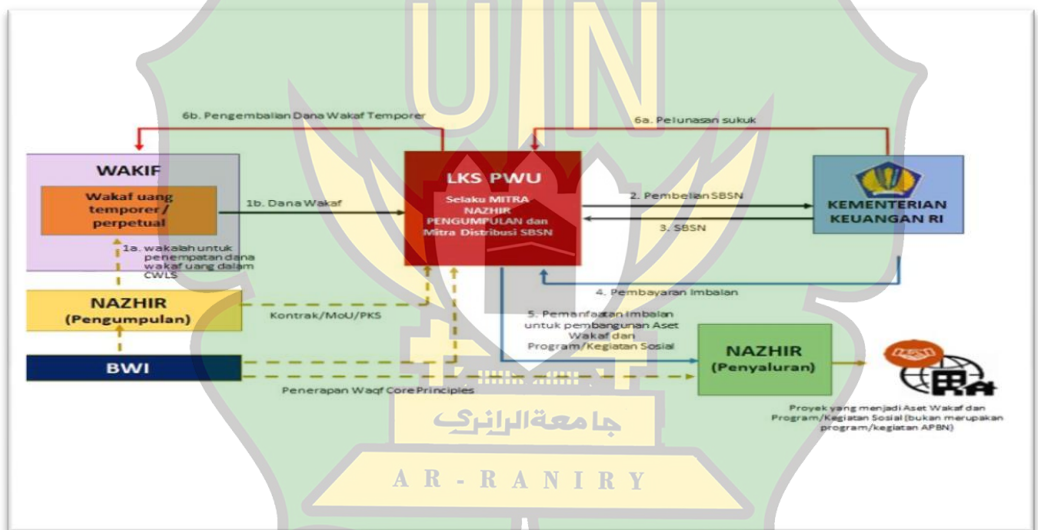 UIN
6b. Pengembalian Dana Wakaf Temporer
6a. Pelunasan sukuk
WAKIF
Wakaf uang
temporer/
perpetual
1b. Dana Wakaf
LKS PWU
Selaku MITRA
NAZHIR
PENGUMPULAN dan
Mitra Distribusi SBSN
2. Pembelian SBSN
3. SBSN
KEMENTERIAN
KEUANGAN RI
1a. wakalah untuk
penempatan dana
wakaf uang dalam
CWLS
4. Pembayaran Imbalan
NAZHIR
(Pengumpulan)
Kontrak/MoU/PKS
5. Pemanfaatan Imbalan
untuk pembangunan Aset
Wakaf dan
Program/Kegiatan Sosial
NAZHIR
(Penyaluran)
BWI
Penerapan Waqf Core Principles
Proyek yang menjadi Aset Wakaf dan
Program/Kegiatan Sosial (bukan merupakan
program/kegiatan APBN)
جامعة الرانري
AR-RANIRY